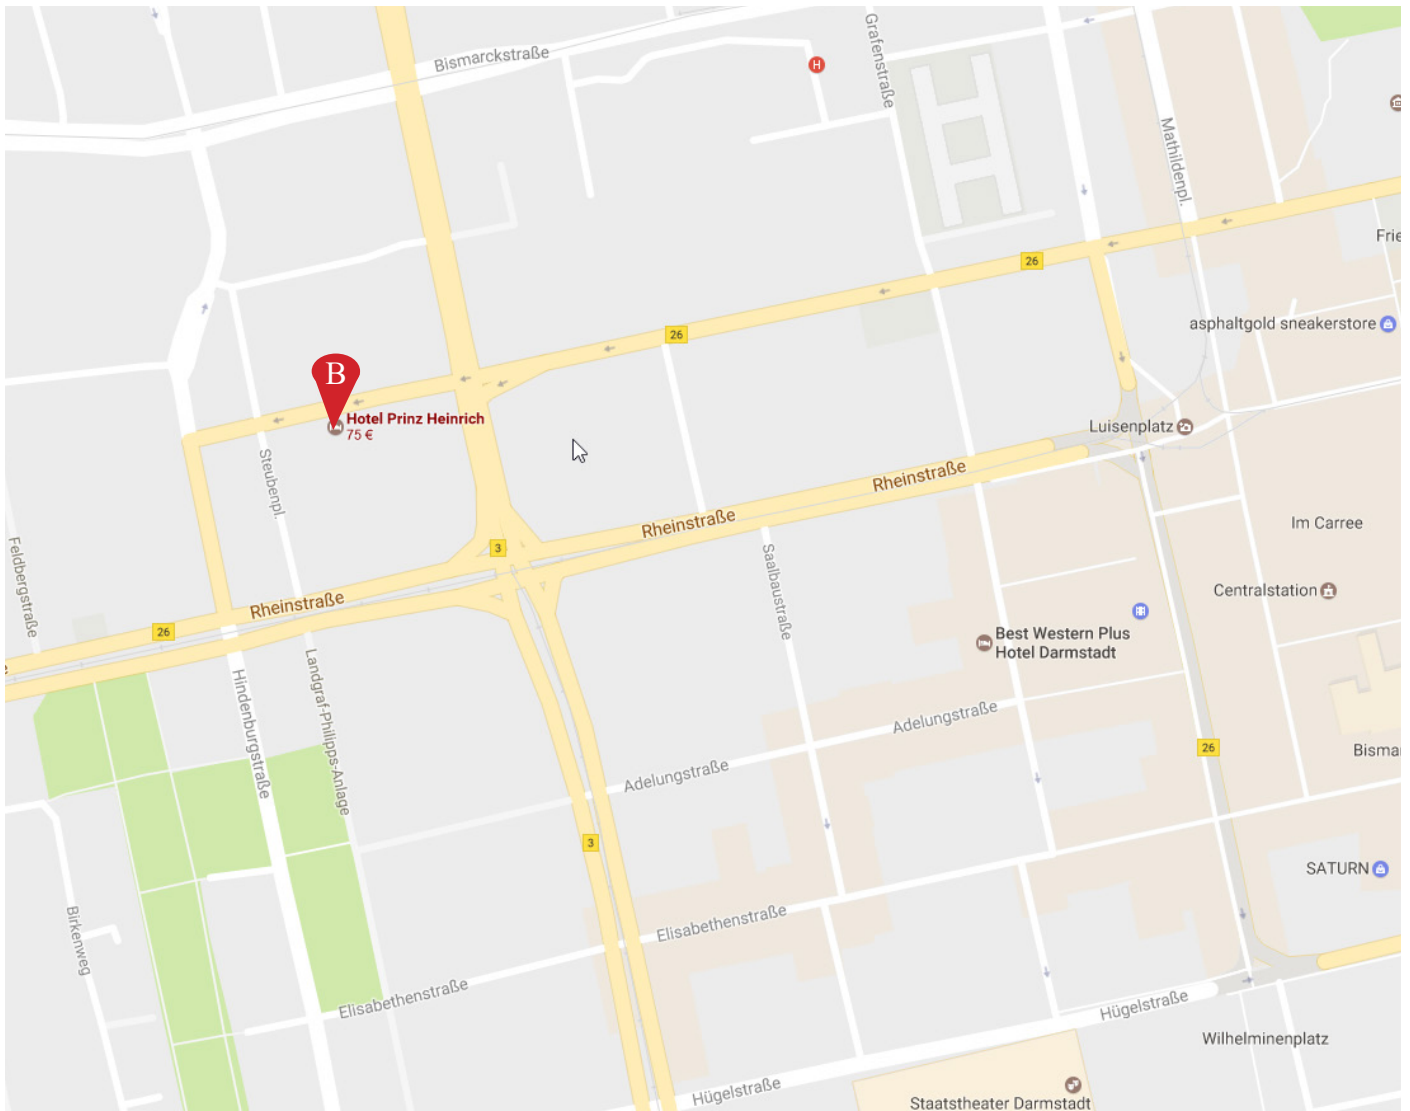 Bismarckstraße
Grafenstraße
H
Mathildenpl.
Frie
26
26
asphaltgold sneakerstore
B
Hotel Prinz Heinrich
75 €
Luisenplatz
Steubenpl.
Rheinstraße
Rheinstraße
Im Carree
3
Feldbergstraße
Saalbaustraße
Centralstation
Rheinstraße
26
Best Western Plus
Hotel Darmstadt
Landgraf-Philipps-Anlage
Hindenburgstraße
Adelungstraße
26
Bismar
Adelungstraße
3
SATURN
Birkenweg
Elisabethenstraße
Elisabethenstraße
Hügelstraße
Wilhelminenplatz
Hügelstraße
Staatstheater Darmstadt